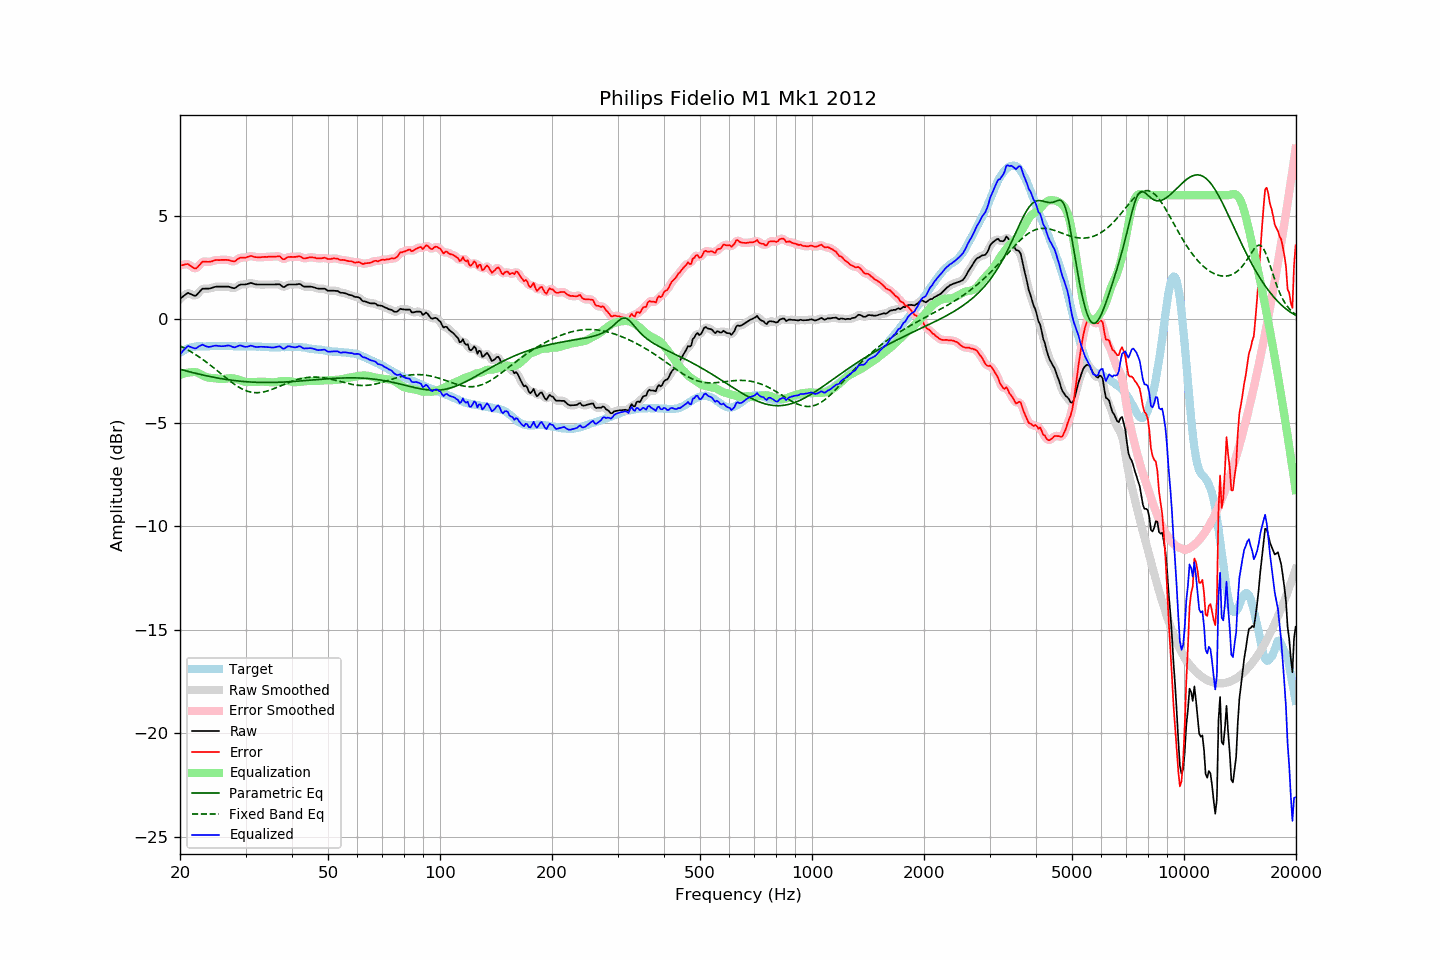 Philips Fidelio M1 Mk1 2012
Amplitude (dBr)
5
0
−5
−10
−15
−20
−25
Target
Raw Smoothed
Error Smoothed
Raw
Error
Equalization
Parametric Eq
Fixed Band Eq
Equalized
20 50 100 200 500 1000 2000 5000 10000 20000
Frequency (Hz)